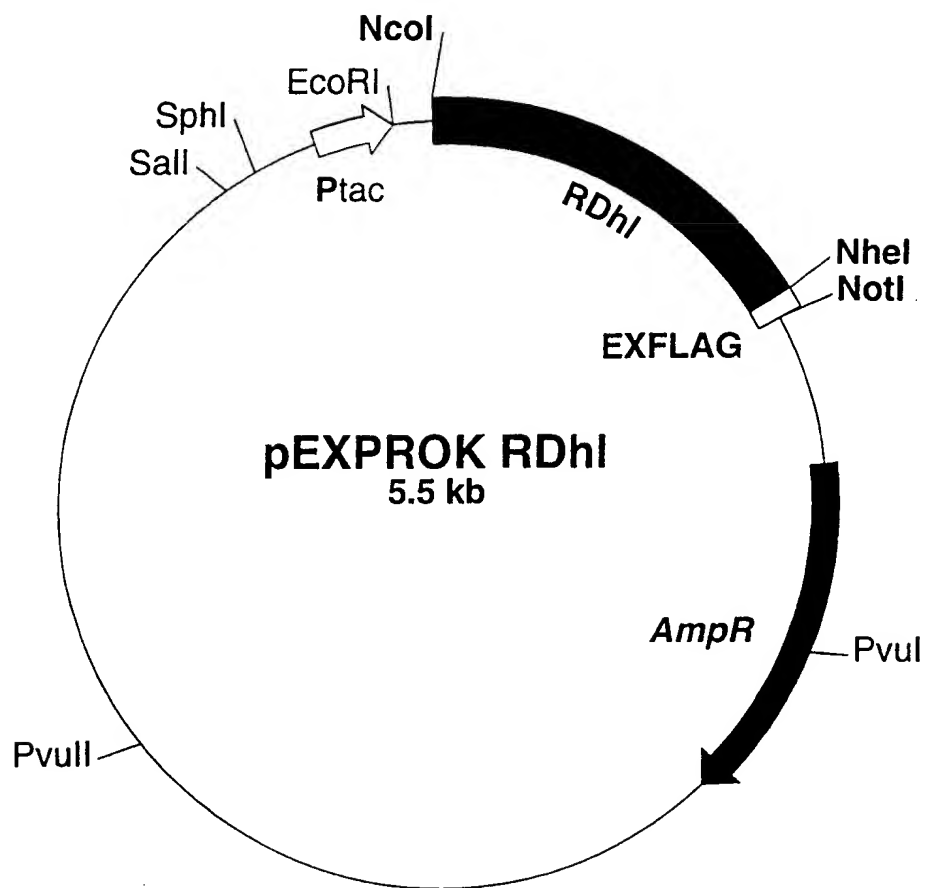 NcoI
EcoRI
SphI
SalI
Ptac
RDhI
NheI
NotI
EXFLAG
pEXPROK RDhI
5.5 kb
AmpR
PvuI
PvuII